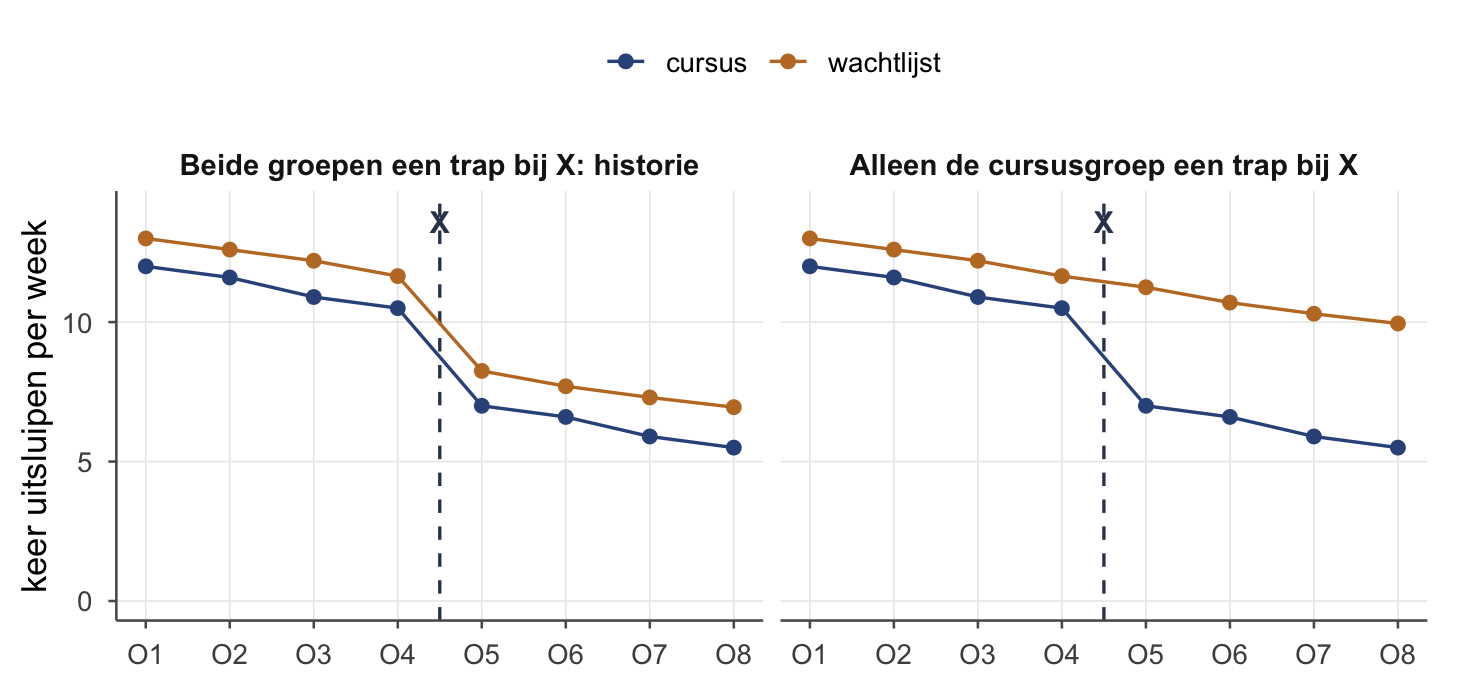 cursus wachtlijst
Beide groepen een trap bij X: historie
Alleen de cursusgroep een trap bij X
keer uitsluipen per week
X
X
10
5
0
O1 O2 O3 O4 O5 O6 O7 O8
O1 O2 O3 O4 O5 O6 O7 O8